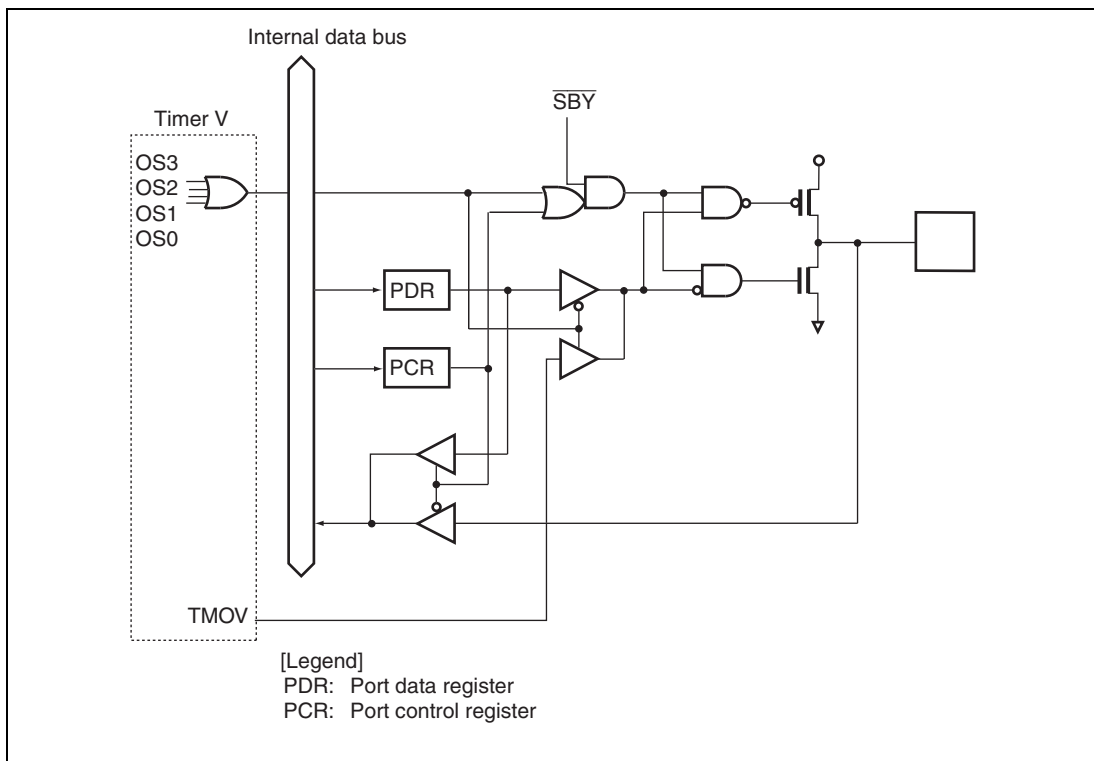 Internal data bus
SBY
Timer V
OS3
OS2
OS1
OS0
PDR
PCR
TMOV
[Legend]
PDR: Port data register
PCR: Port control register